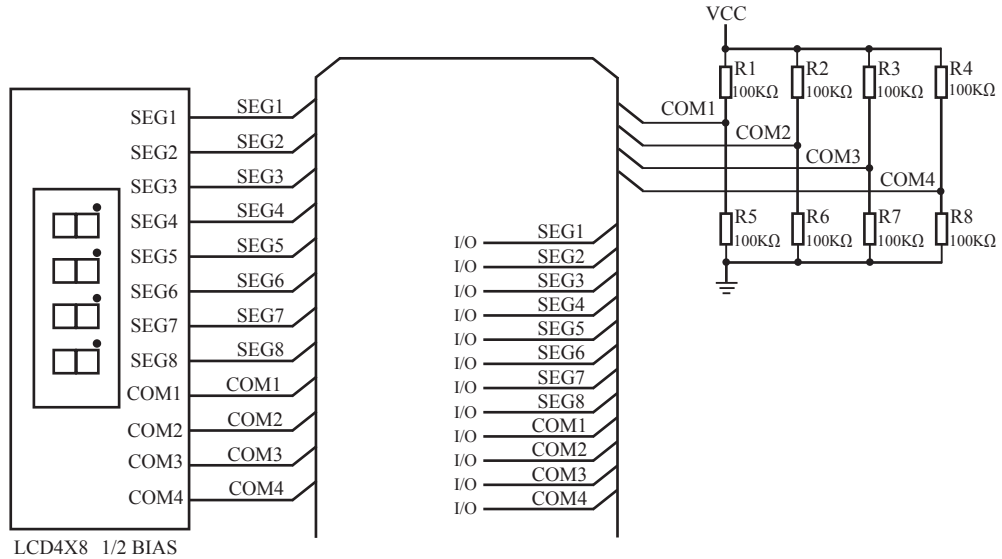 VCC
R1
100KΩ
R2
100KΩ
R3
100KΩ
R4
100KΩ
COM1
COM2
COM3
COM4
R5
100KΩ
R6
100KΩ
R7
100KΩ
R8
100KΩ
SEG1
SEG2
SEG3
SEG4
SEG5
SEG6
SEG7
SEG8
COM1
COM2
COM3
COM4
SEG1
SEG2
SEG3
SEG4
SEG5
SEG6
SEG7
SEG8
COM1
COM2
COM3
COM4
I/O SEG1
I/O SEG2
I/O SEG3
I/O SEG4
I/O SEG5
I/O SEG6
I/O SEG7
I/O SEG8
I/O COM1
I/O COM2
I/O COM3
I/O COM4
LCD4X8 1/2 BIAS